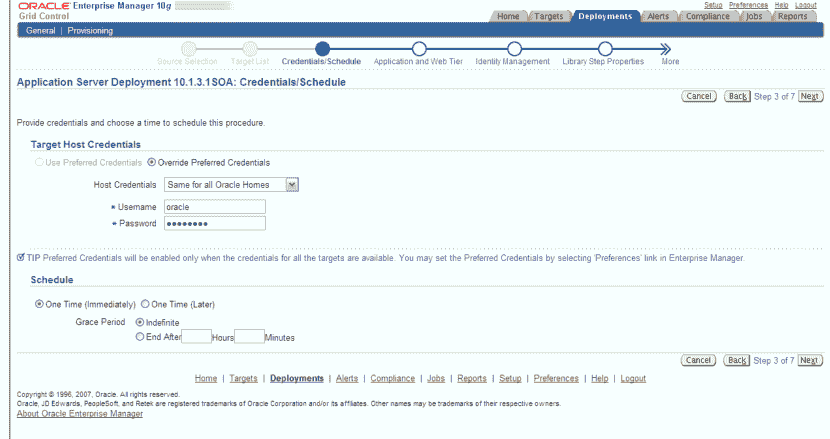 ORACLE Enterprise Manager 10g
Grid Control
Setup Preferences Help Logout
Home Targets Deployments Alerts Compliance Jobs Reports
General | Provisioning
Source Selection Target List Credentials/Schedule Application and Web Tier Identity Management Library Step Properties More
Application Server Deployment 10.1.3.1SOA: Credentials/Schedule
Cancel Back Step 3 of 7 Next
Provide credentials and choose a time to schedule this procedure.
Target Host Credentials
Use Preferred Credentials Override Preferred Credentials
Host Credentials Same for all Oracle Homes
* Username oracle
* Password ••••••••
TIP Preferred Credentials will be enabled only when the credentials for all the targets are available. You may set the Preferred Credentials by selecting 'Preferences' link in Enterprise Manager.
Schedule
One Time (Immediately) One Time (Later)
Grace Period Indefinite
End After Hours Minutes
Cancel Back Step 3 of 7 Next
Home | Targets | Deployments | Alerts | Compliance | Jobs | Reports | Setup | Preferences | Help | Logout
Copyright © 1996, 2007, Oracle. All rights reserved.
Oracle, JD Edwards, PeopleSoft, and Retek are registered trademarks of Oracle Corporation and/or its affiliates. Other names may be trademarks of their respective owners.
About Oracle Enterprise Manager